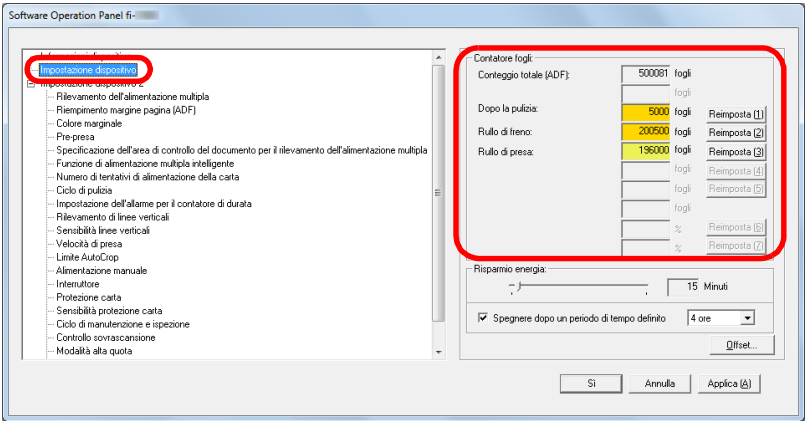 Software Operation Panel fi-
Informazioni dispositivo
Impostazione dispositivo
Impostazione dispositivo 2
Rilevamento dell'alimentazione multipla
Riempimento margine pagina (ADF)
Colore marginale
Pre-presa
Specificazione dell'area di controllo del documento per il rilevamento dell'alimentazione multipla
Funzione di alimentazione multipla intelligente
Numero di tentativi di alimentazione della carta
Ciclo di pulizia
Impostazione dell'allarme per il contatore di durata
Rilevamento di linee verticali
Sensibilità linee verticali
Velocità di presa
Limite AutoCrop
Alimentazione manuale
Interruttore
Protezione carta
Sensibilità protezione carta
Ciclo di manutenzione e ispezione
Controllo sovrascansione
Modalità alta quota
Contatore fogli:
Conteggio totale (ADF): 500081 fogli
fogli
Dopo la pulizia: 5000 fogli Reimposta (1)
Rullo di freno: 200500 fogli Reimposta (2)
Rullo di presa: 196000 fogli Reimposta (3)
fogli Reimposta (4)
fogli Reimposta (5)
fogli
% Reimposta (6)
% Reimposta (7)
Risparmio energia:
15 Minuti
Spegnere dopo un periodo di tempo definito 4 ore
Offset...
Sì Annulla Applica (A)